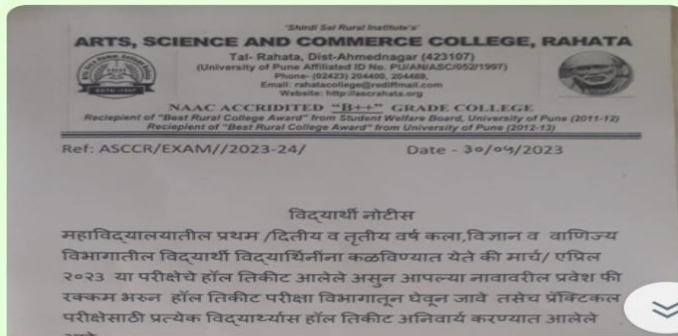 "Shirdi Sai Rural Institute's"
ARTS, SCIENCE AND COMMERCE COLLEGE, RAHATA
Tal- Rahata, Dist-Ahmednagar (423107)
(University of Pune Affiliated ID No. PU/AN/ASC/052/1997)
Phone- (02423) 204400, 204488,
Email: rahatacollege@rediffmail.com
Website: http://ascrahata.org
NAAC ACCRIDITED "B++" GRADE COLLEGE
Reciepient of "Best Rural College Award" from Student Welfare Board, University of Pune (2011-12)
Reciepient of "Best Rural College Award" from University of Pune (2012-13)
Ref: ASCCR/EXAM//2023-24/ Date - ३०/०५/2023
विद्यार्थी नोटीस
महाविद्यालयातील प्रथम /दितीय व तृतीय वर्ष कला,विज्ञान व वाणिज्य
विभागातील विद्यार्थी विद्यार्थिनींना कळविण्यात येते की मार्च/ एप्रिल
२०२३ या परीक्षेचे हॉल तिकीट आलेले असुन आपल्या नावावरील प्रवेश फी
रक्कम भरुन हॉल तिकीट परीक्षा विभागातून घेवून जावे तसेच प्रॅक्टिकल
परीक्षेसाठी प्रत्येक विद्यार्थ्यास हॉल तिकीट अनिवार्य करण्यात आलेले